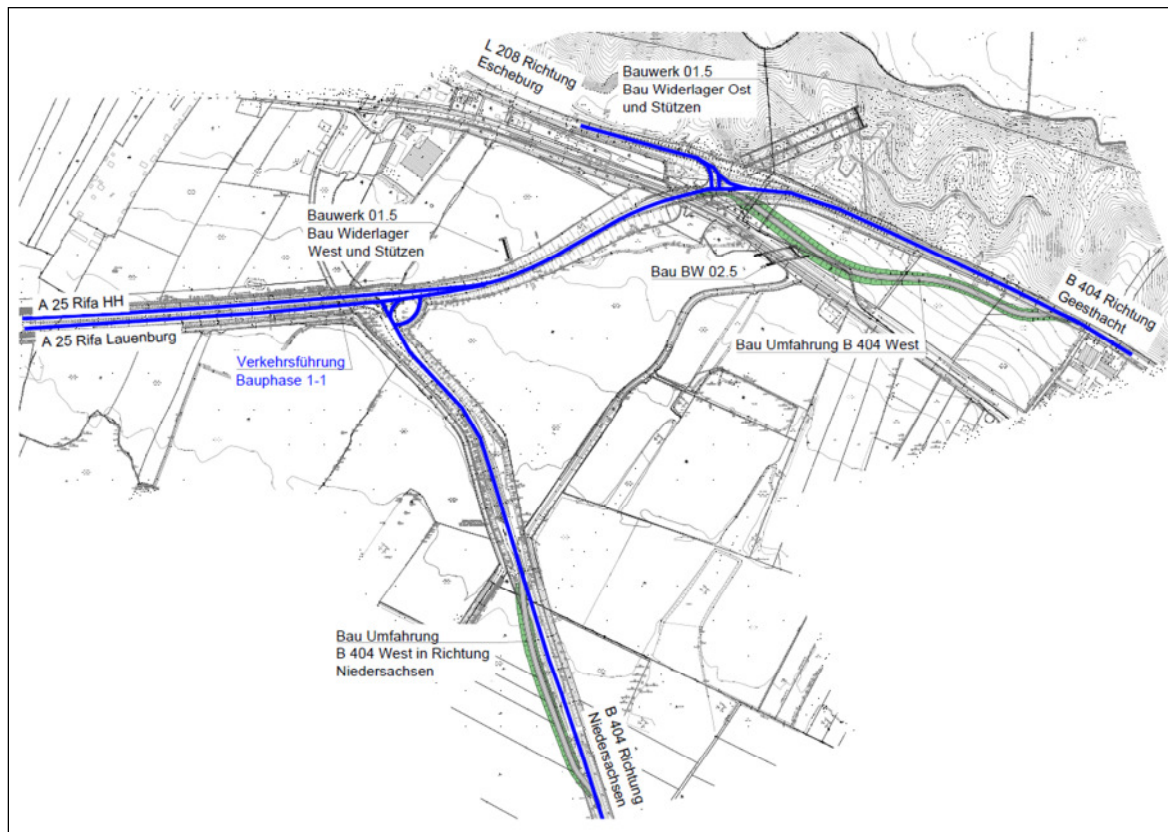 L 208 Richtung
Escheburg
Bauwerk 01.5
Bau Widerlager Ost
und Stützen
Bauwerk 01.5
Bau Widerlager
West und Stützen
Bau BW 02.5
B 404 Richtung
Geesthacht
A 25 Rifa HH
A 25 Rifa Lauenburg
Bau Umfahrung B 404 West
Verkehrsführung
Bauphase 1-1
Bau Umfahrung
B 404 West in Richtung
Niedersachsen
B 404 Richtung
Niedersachsen